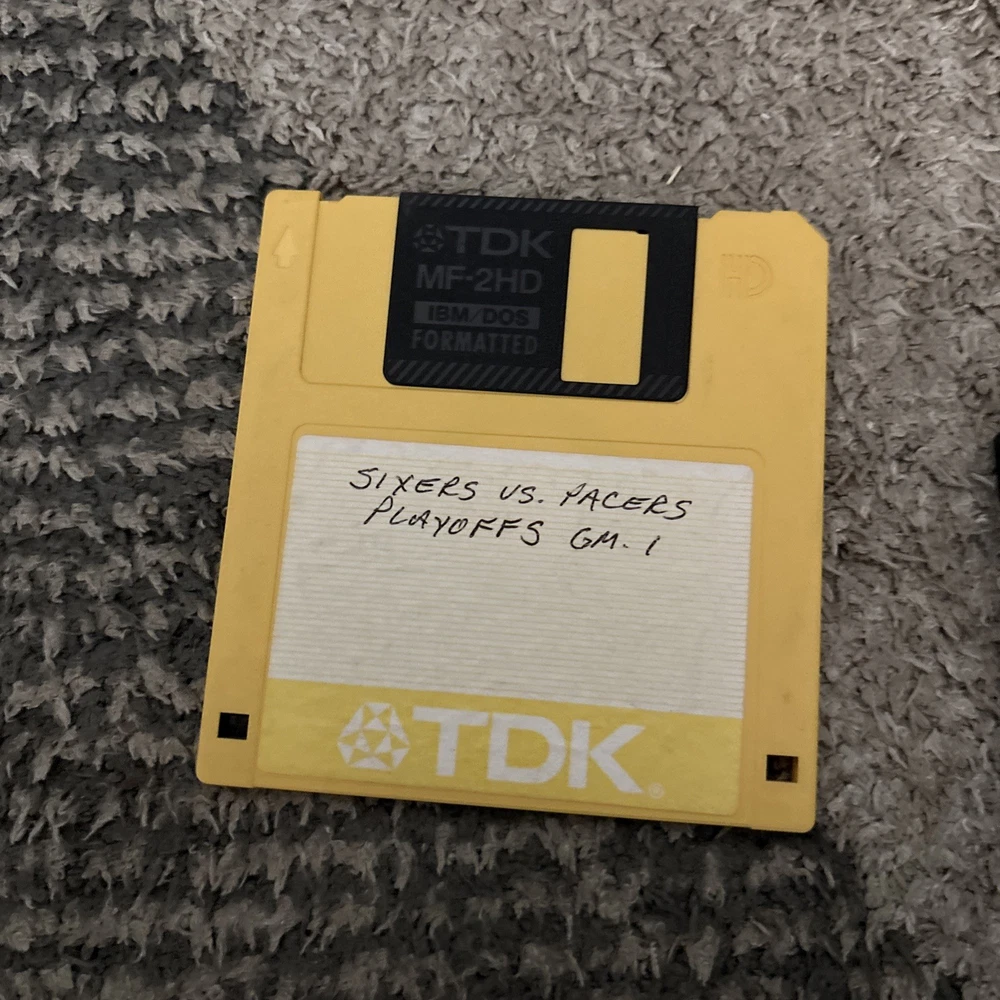 TDK
MF-2HD
IBM/DOS
FORMATTED
HD
SIXERS VS. PACERS
PLAYOFFS GM. 1
TDK®